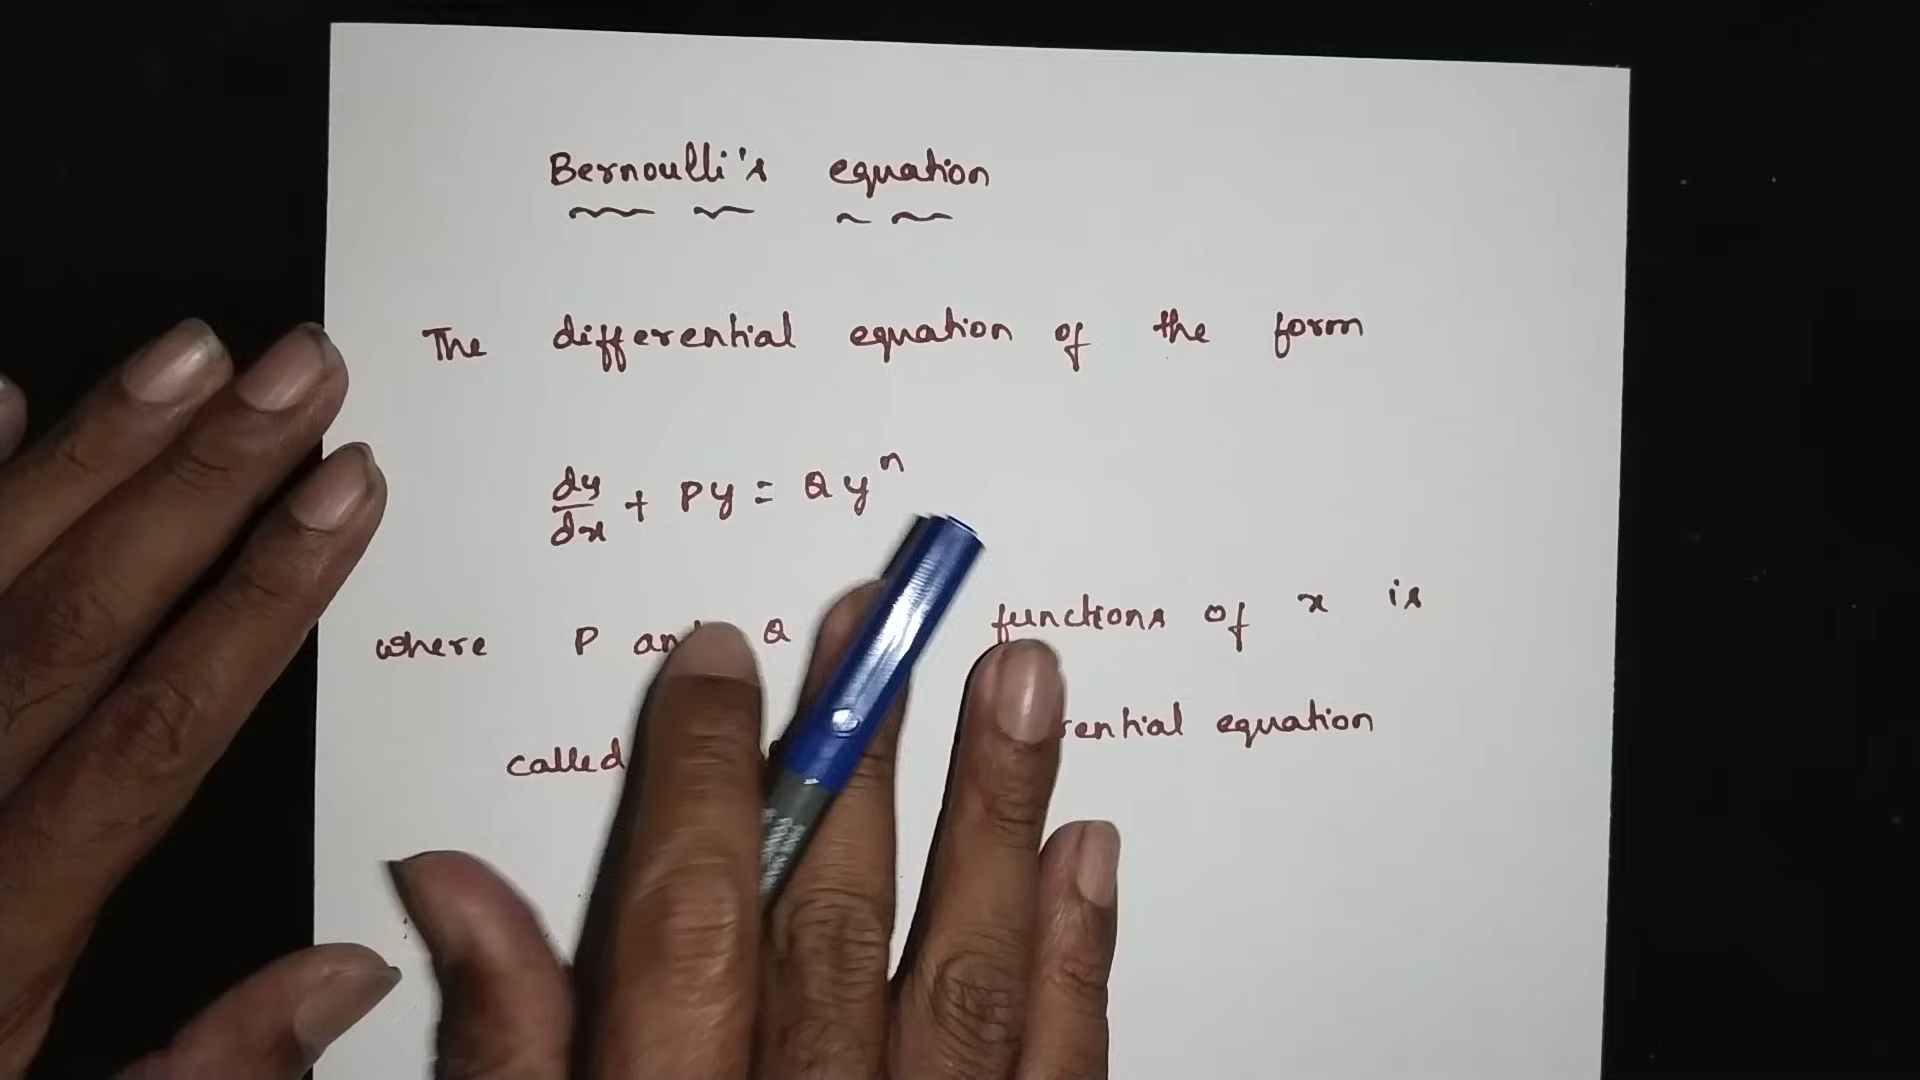 Bernoulli's equation
The differential equation of the form
dy/dx + Py = Qy^n
where P and Q functions of x is
called rential equation